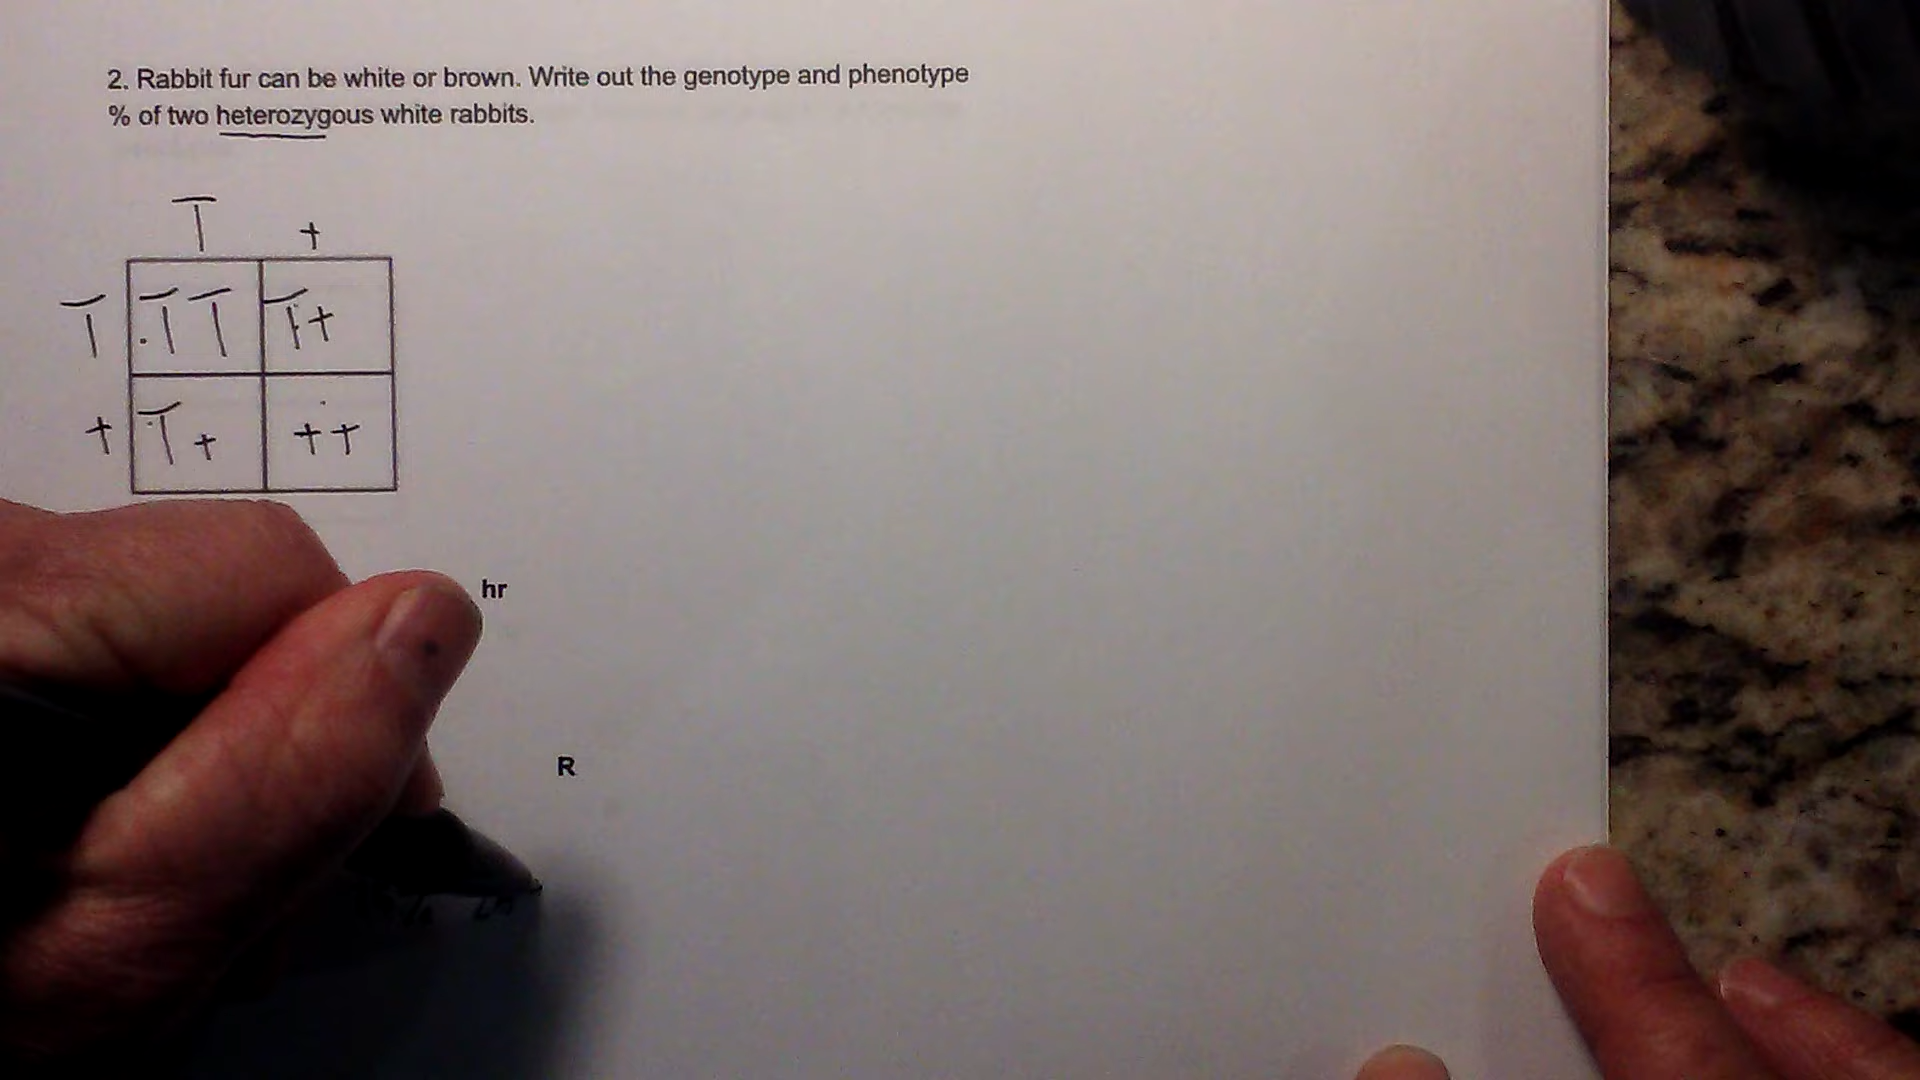 2. Rabbit fur can be white or brown. Write out the genotype and phenotype
% of two heterozygous white rabbits.
T t
T TT Tt
t Tt tt
hr
R